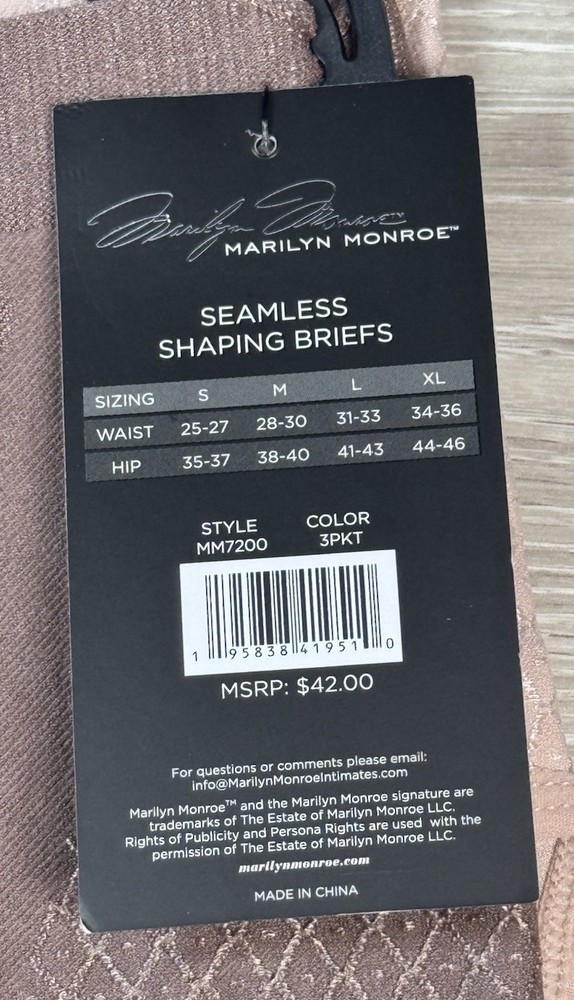 Marilyn Monroe™
MARILYN MONROE™
SEAMLESS
SHAPING BRIEFS
SIZING S M L XL
WAIST 25-27 28-30 31-33 34-36
HIP 35-37 38-40 41-43 44-46
STYLE COLOR
MM7200 3PKT
1 95838 41951 0
MSRP: $42.00
For questions or comments please email:
info@MarilynMonroeIntimates.com
Marilyn Monroe™ and the Marilyn Monroe signature are
trademarks of The Estate of Marilyn Monroe LLC.
Rights of Publicity and Persona Rights are used with the
permission of The Estate of Marilyn Monroe LLC.
marilynmonroe.com
MADE IN CHINA